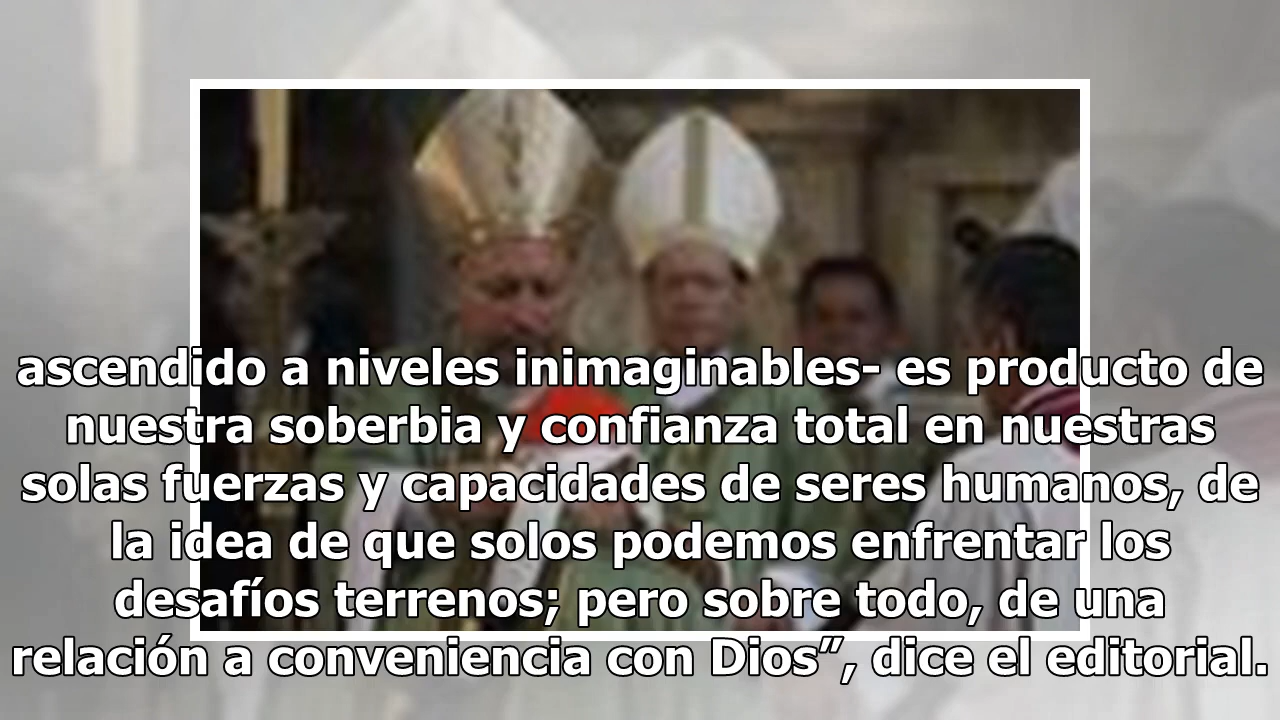 ascendido a niveles inimaginables- es producto de
nuestra soberbia y confianza total en nuestras
solas fuerzas y capacidades de seres humanos, de
la idea de que solos podemos enfrentar los
desafíos terrenos; pero sobre todo, de una
relación a conveniencia con Dios”, dice el editorial.